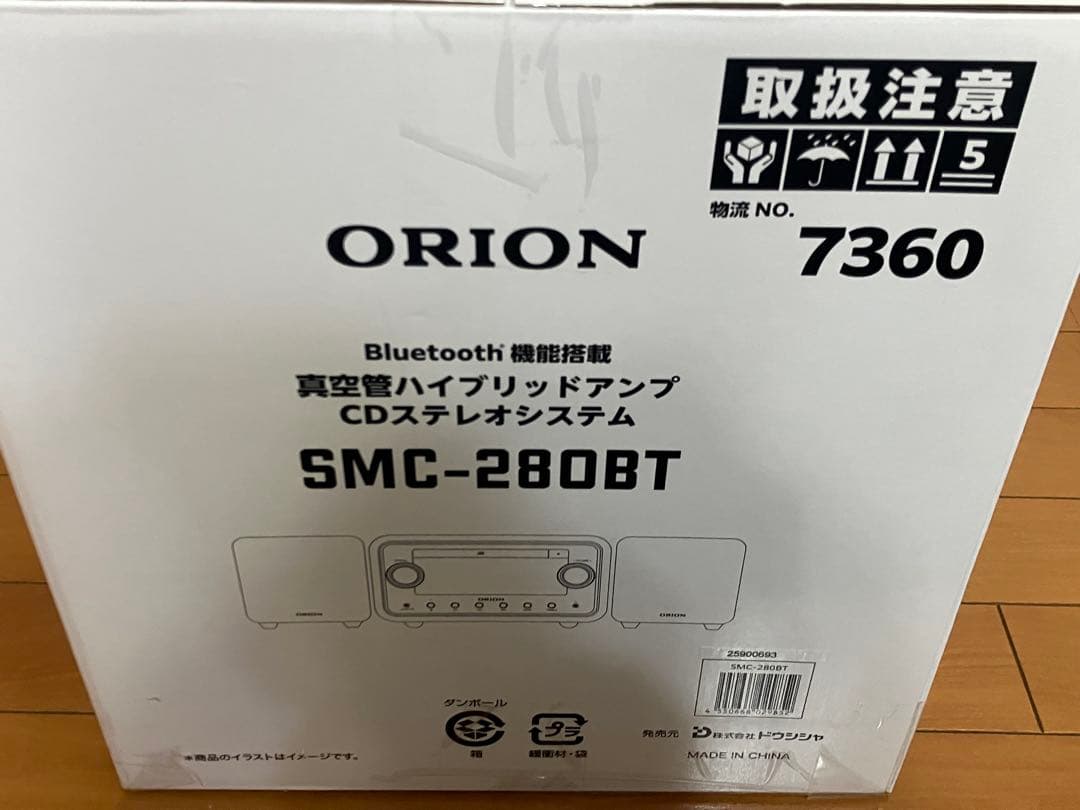 取扱注意
5
物流 NO.
7360
ORION
Bluetooth 機能搭載
真空管ハイブリッドアンプ
CDステレオシステム
SMC-280BT
ORION
ORION
ORION
25900693
SMC-280BT
ダンボール
箱
プラ
緩衝材・袋
発売元 株式会社 ドウシシャ
MADE IN CHINA
*商品のイラストはイメージです。